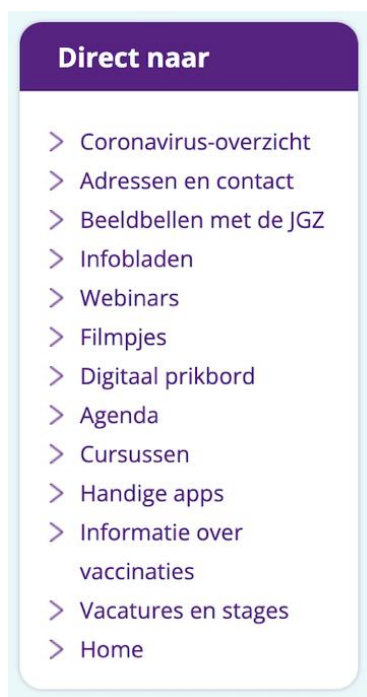 Direct naar
Coronavirus-overzicht
Adressen en contact
Beeldbellen met de JGZ
Infobladen
Webinars
Filmpjes
Digitaal prikbord
Agenda
Cursussen
Handige apps
Informatie over
vaccinaties
Vacatures en stages
Home